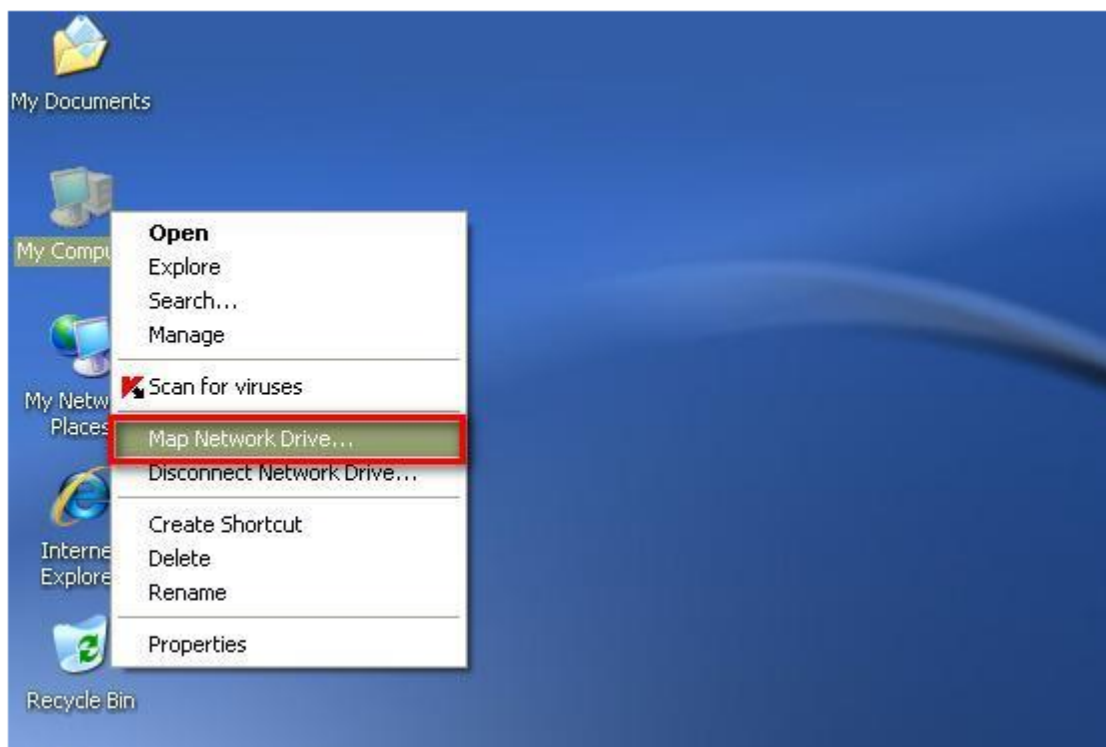 My Documents
My Compu
Open
Explore
Search...
Manage
Scan for viruses
My Netw
Places
Map Network Drive...
Disconnect Network Drive...
Interne
Explore
Create Shortcut
Delete
Rename
Properties
Recycle Bin